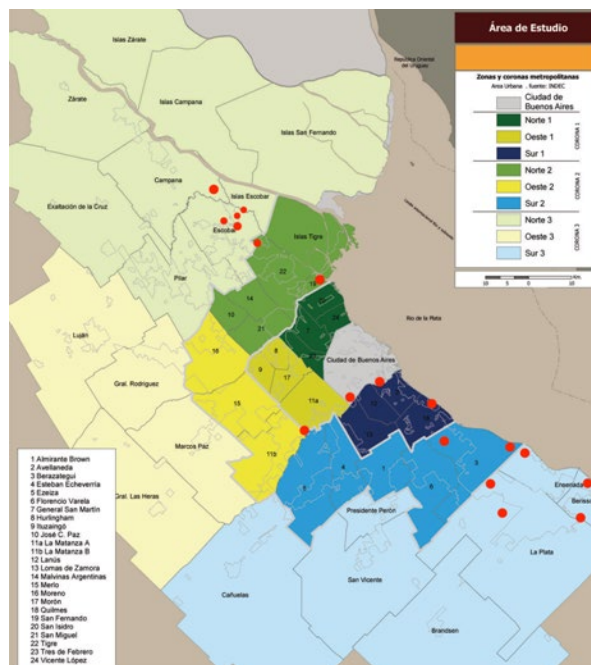 Área de Estudio
Zonas y coronas metropolitanas
Area Urbana . fuente: INDEC
Ciudad de
Buenos Aires
Norte 1
Oeste 1
Sur 1
CORONA 1
Norte 2
Oeste 2
Sur 2
CORONA 2
Norte 3
Oeste 3
Sur 3
CORONA 3
10 5 0 10
Km.
Islas Zárate
República Oriental
del Uruguay
Zárate
Islas Campana
Islas San Fernando
Campana
Islas Escobar
Exaltación de la Cruz
Escobar
Islas Tigre
Pilar
22
19
14
10
21
Río de la Plata
Luján
16
8
9
17
Ciudad de Buenos Aires
Gral. Rodriguez
15
11a
Marcos Paz
11b
4
1
3
5
6
Gral. Las Heras
Presidente Perón
Ensenada
Berisso
La Plata
San Vicente
Cañuelas
Brandsen
1 Almirante Brown
2 Avellaneda
3 Berazategui
4 Esteban Echeverría
5 Ezeiza
6 Florencio Varela
7 General San Martín
8 Hurlingham
9 Ituzaingó
10 José C. Paz
11a La Matanza A
11b La Matanza B
12 Lanús
13 Lomas de Zamora
14 Malvinas Argentinas
15 Merlo
16 Moreno
17 Morón
18 Quilmes
19 San Fernando
20 San Isidro
21 San Miguel
22 Tigre
23 Tres de Febrero
24 Vicente López